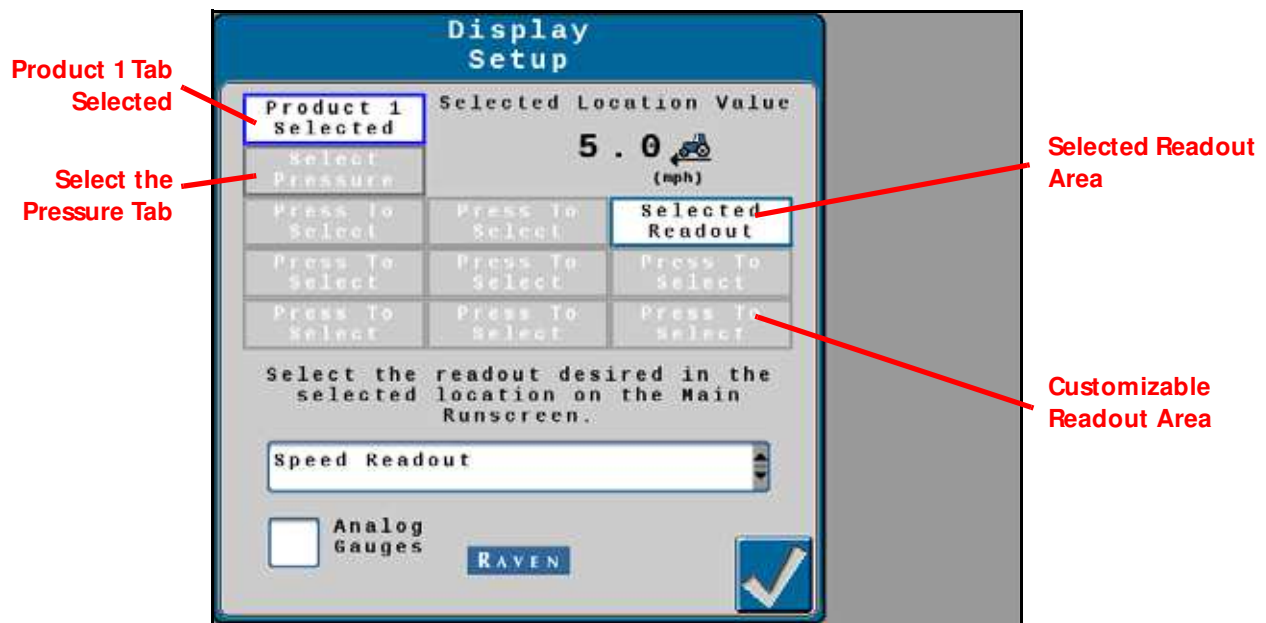 Display
Setup
Product 1 Tab
Selected
Product 1
Selected
Selected Location Value
5.0
(mph)
Select
Pressure
Select the
Pressure Tab
Selected Readout
Area
Press To
Select
Press To
Select
Selected
Readout
Press To
Select
Press To
Select
Press To
Select
Press To
Select
Press To
Select
Press To
Select
Select the readout desired in the
selected location on the Main
Runscreen.
Customizable
Readout Area
Speed Readout
Analog
Gauges
RAVEN